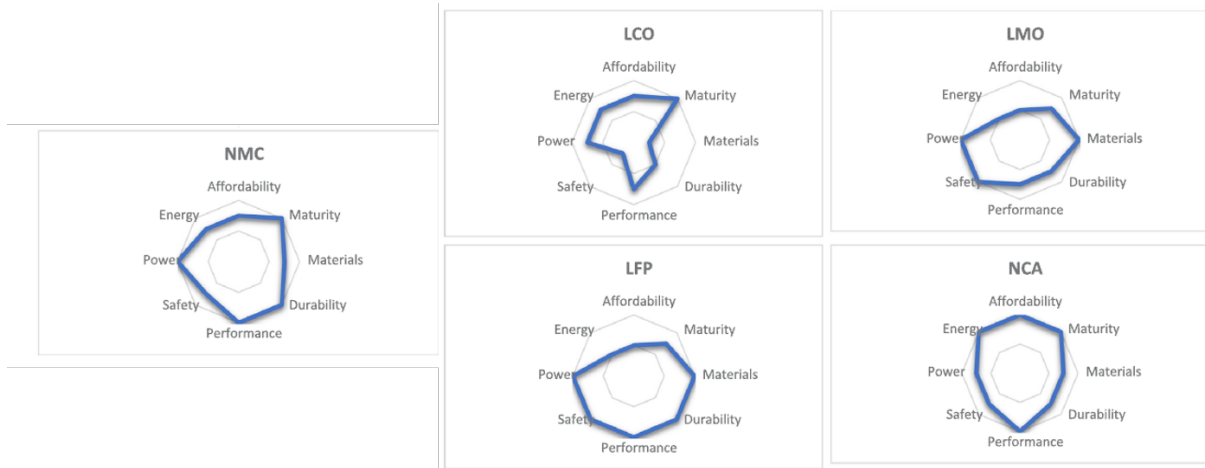 NMC
Affordability
Energy
Maturity
Power
Materials
Safety
Durability
Performance
LCO
Affordability
Energy
Maturity
Power
Materials
Safety
Durability
Performance
LMO
Affordability
Energy
Maturity
Power
Materials
Safety
Durability
Performance
LFP
Affordability
Energy
Maturity
Power
Materials
Safety
Durability
Performance
NCA
Affordability
Energy
Maturity
Power
Materials
Safety
Durability
Performance